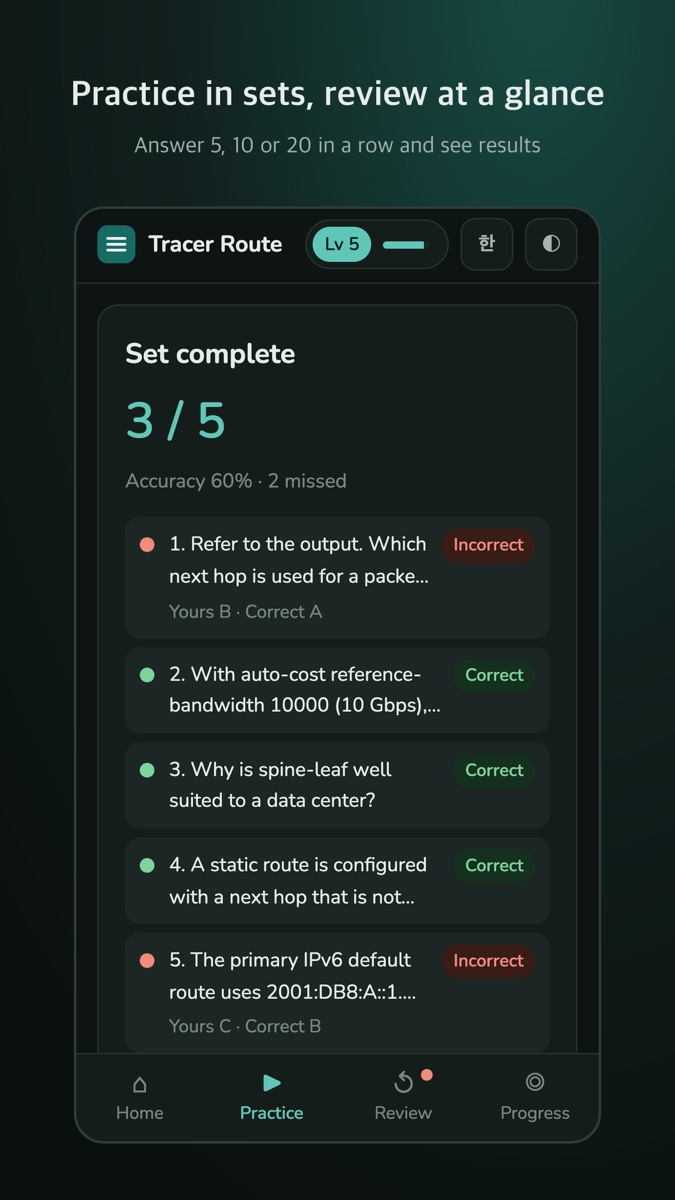 Practice in sets, review at a glance
Answer 5, 10 or 20 in a row and see results
Tracer Route
Lv 5
한
Set complete
3 / 5
Accuracy 60% · 2 missed
1. Refer to the output. Which
next hop is used for a packe...
Incorrect
Yours B · Correct A
2. With auto-cost reference-
bandwidth 10000 (10 Gbps),...
Correct
3. Why is spine-leaf well
suited to a data center?
Correct
4. A static route is configured
with a next hop that is not...
Correct
5. The primary IPv6 default
route uses 2001:DB8:A::1....
Incorrect
Yours C · Correct B
Home
Practice
Review
Progress